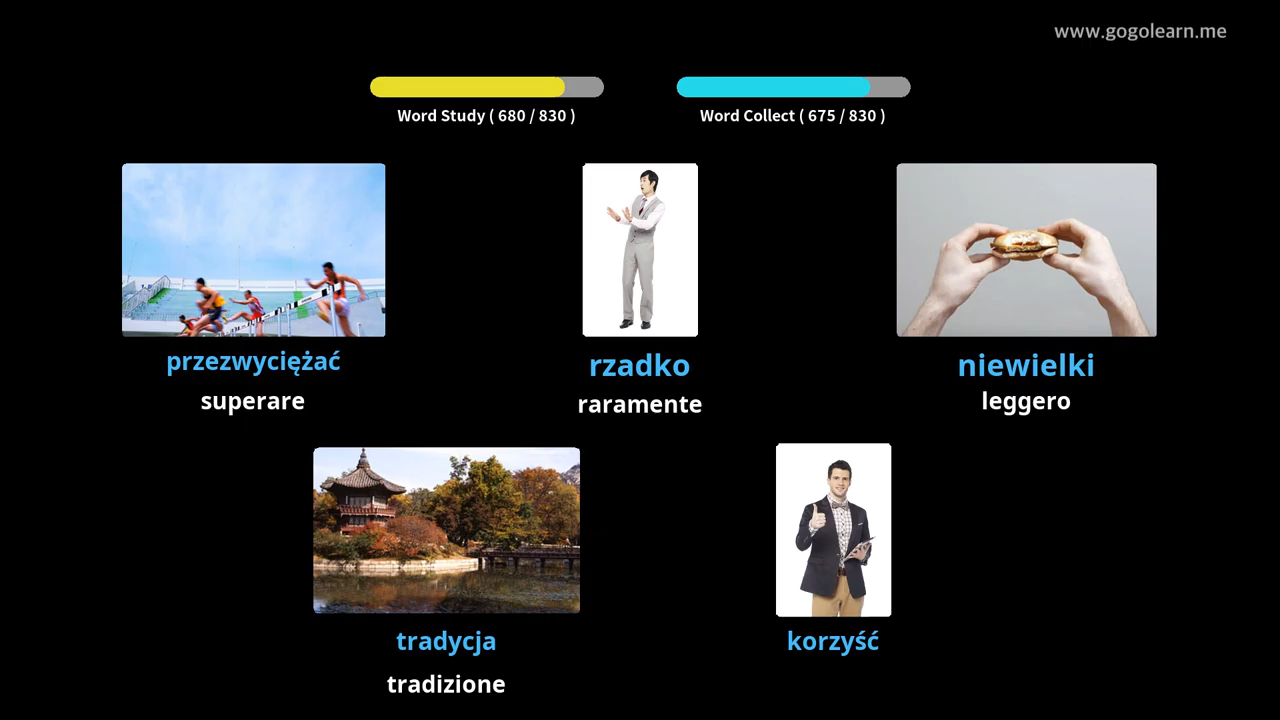 www.gogolearn.me
Word Study ( 680 / 830 )
Word Collect ( 675 / 830 )
przezwyciężać
superare
rzadko
raramente
niewielki
leggero
tradycja
tradizione
korzyść